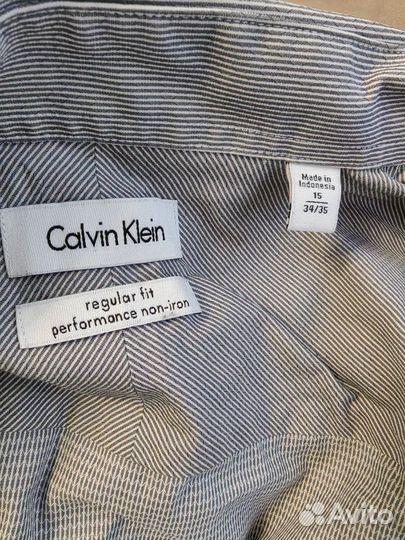 Made in
Indonesia
15
34/35
Calvin Klein
regular fit
performance non-iron
Avito